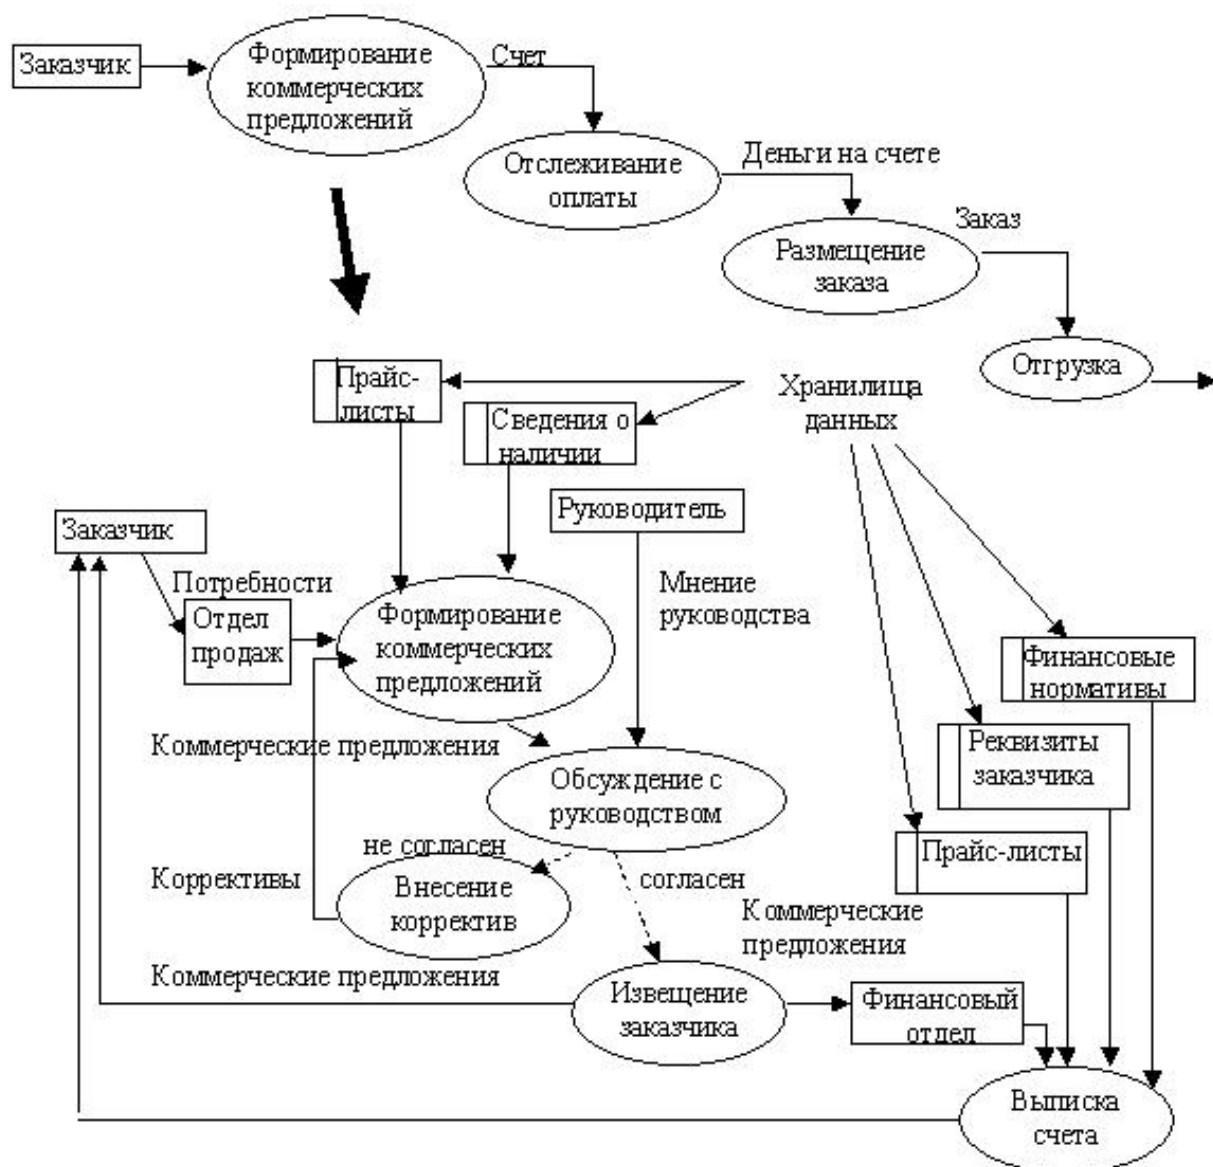 Заказчик
Формирование
коммерческих
предложений
Счет
Отслеживание
оплаты
Деньги на счете
Размещение
заказа
Заказ
Отгрузка
Прайс-
листы
Сведения о
наличии
Хранилища
данных
Руководитель
Заказчик
Потребности
Отдел
продаж
Формирование
коммерческих
предложений
Мнение
руководства
Финансовые
нормативы
Коммерческие предложения
Обсуждение с
руководством
Реквизиты
заказчика
Прайс-листы
не согласен
согласен
Коррективы
Внесение
корректив
Коммерческие
предложения
Коммерческие предложения
Извещение
заказчика
Финансовый
отдел
Выписка
счета